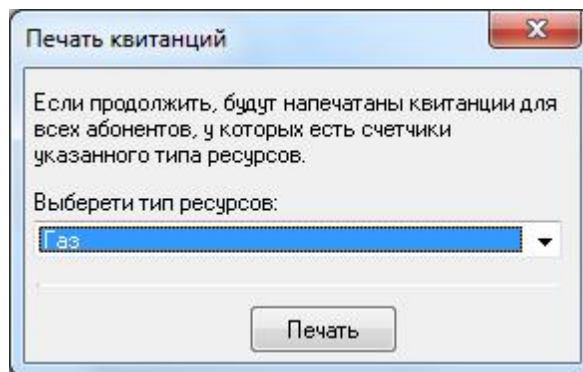 Печать квитанций
Если продолжить, будут напечатаны квитанции для
всех абонентов, у которых есть счетчики
указанного типа ресурсов.
Выберети тип ресурсов:
Газ
Печать